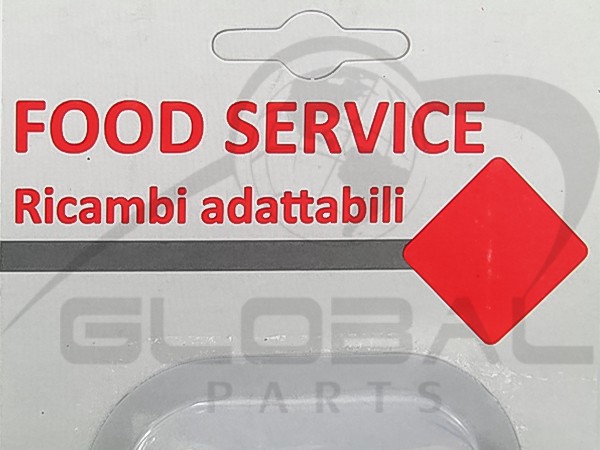 FOOD SERVICE
Ricambi adattabili
GLOBAL
PARTS